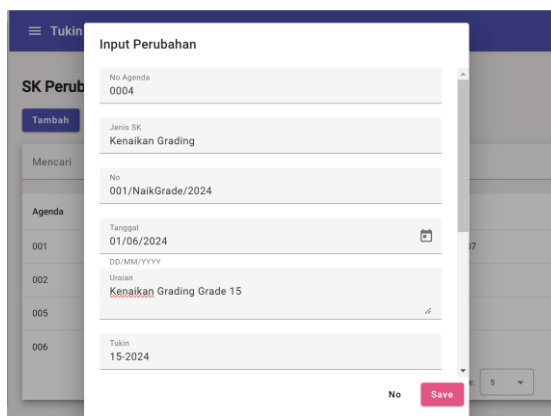 Tukin
Input Perubahan
SK Perub
Tambah
Mencari
Agenda
001
07
002
005
006
5
No Agenda
0004
Jenis SK
Kenaikan Grading
No
001/NaikGrade/2024
Tanggal
01/06/2024
DD/MM/YYYY
Uraian
Kenaikan Grading Grade 15
Tukin
15-2024
No
Save